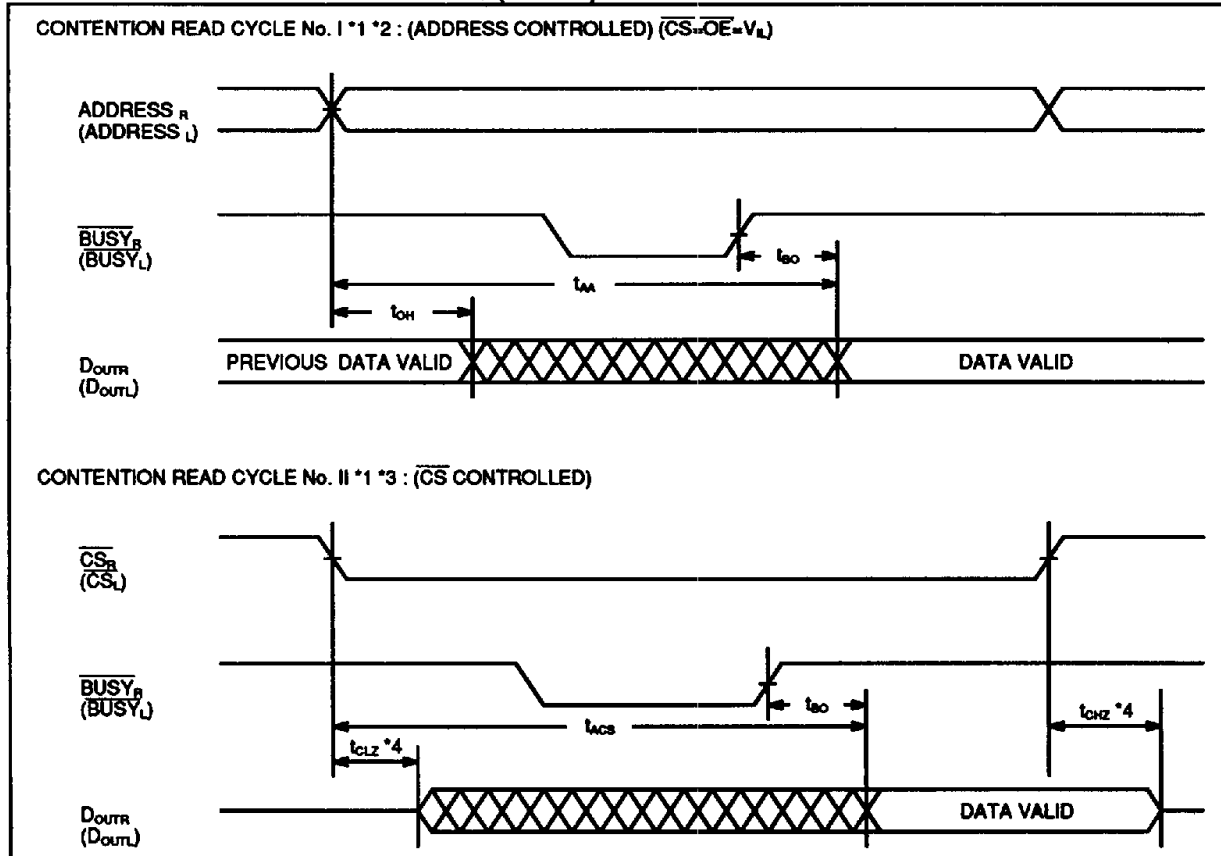 CONTENTION READ CYCLE No. I *1 *2 : (ADDRESS CONTROLLED) (CS=OE=VIL)
ADDRESS R
(ADDRESS L)
BUSYR
(BUSYL)
tBO
tAA
tOH
DOUTR
(DOUTL)
PREVIOUS DATA VALID
DATA VALID
CONTENTION READ CYCLE No. II *1 *3 : (CS CONTROLLED)
CSR
(CSL)
BUSYR
(BUSYL)
tBO
tACS
tCHZ *4
tCLZ *4
DOUTR
(DOUTL)
DATA VALID